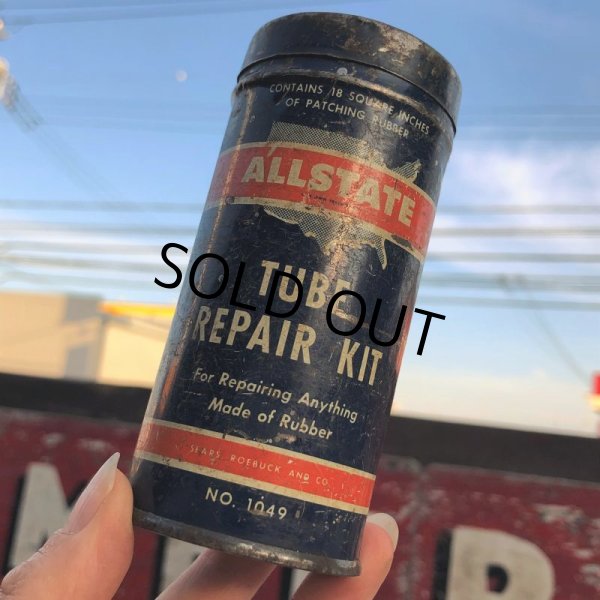 CONTAINS 18 SQUARE INCHES
OF PATCHING RUBBER
ALLSTATE
TUBE
REPAIR KIT
For Repairing Anything
Made of Rubber
SEARS, ROEBUCK AND CO.
NO. 1049
SOLD OUT